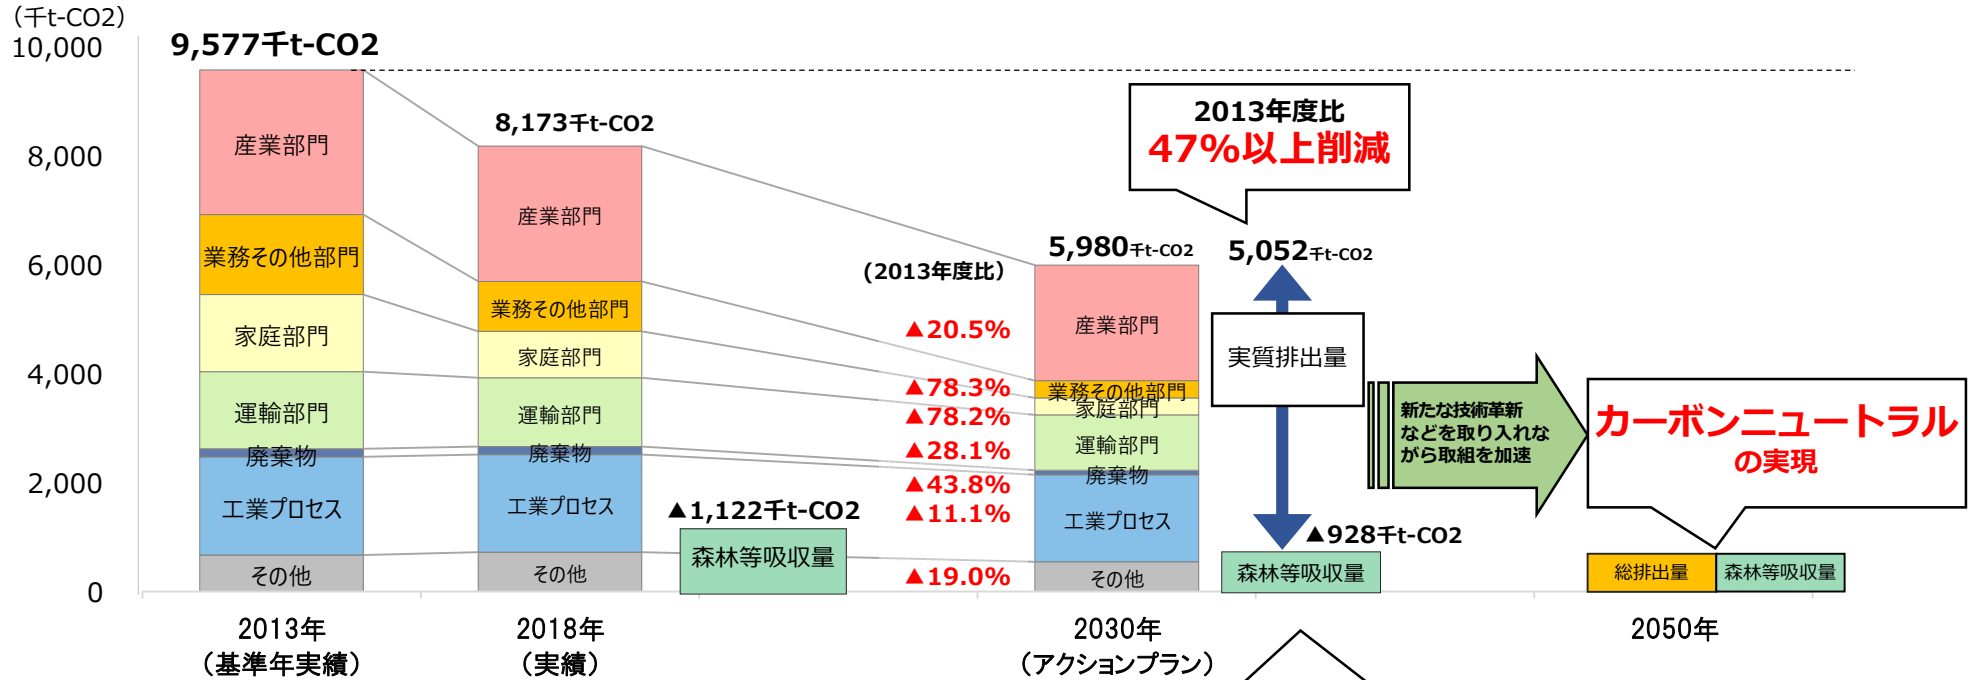 （千t-CO2）
10,000
8,000
6,000
4,000
2,000
0
9,577千t-CO2
産業部門
業務その他部門
家庭部門
運輸部門
廃棄物
工業プロセス
その他
2013年
（基準年実績）
8,173千t-CO2
産業部門
業務その他部門
家庭部門
運輸部門
廃棄物
工業プロセス
その他
2018年
（実績）
▲1,122千t-CO2
森林等吸収量
(2013年度比）
▲20.5%
▲78.3%
▲78.2%
▲28.1%
▲43.8%
▲11.1%
▲19.0%
5,980千t-CO2
産業部門
業務その他部門
家庭部門
運輸部門
廃棄物
工業プロセス
その他
2030年
（アクションプラン）
2013年度比
47%以上削減
5,052千t-CO2
実質排出量
▲928千t-CO2
森林等吸収量
新たな技術革新
などを取り入れな
がら取組を加速
カーボンニュートラル
の実現
総排出量
森林等吸収量
2050年